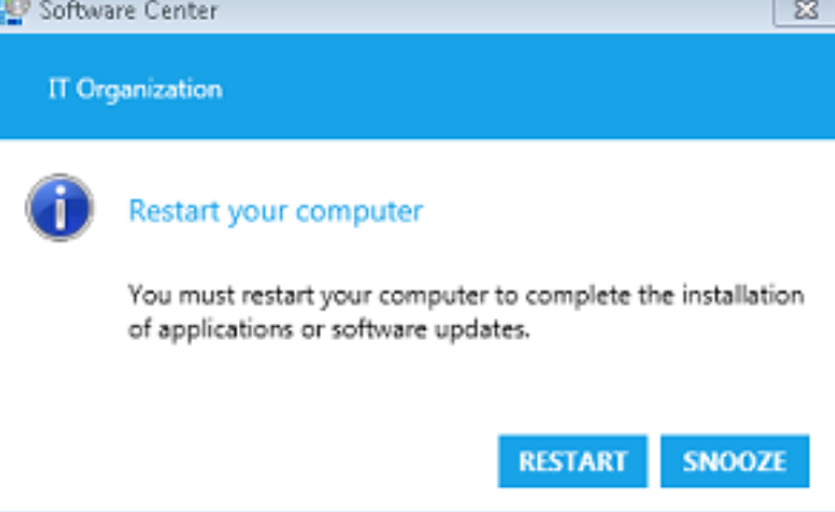 Software Center
IT Organization
Restart your computer
You must restart your computer to complete the installation
of applications or software updates.
RESTART SNOOZE